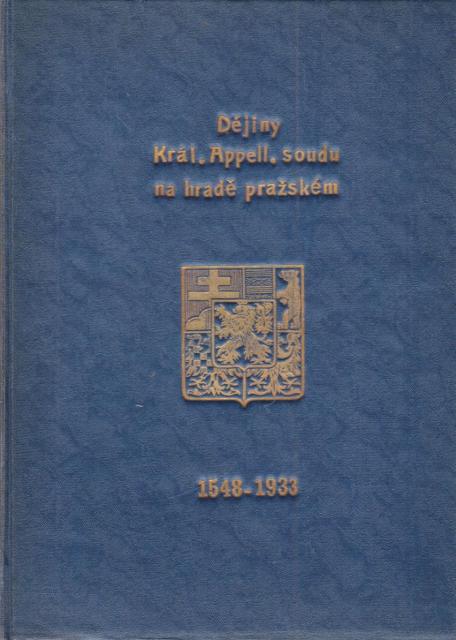 Dějiny
Král. Appell. soudu
na hradě pražském
1548-1933